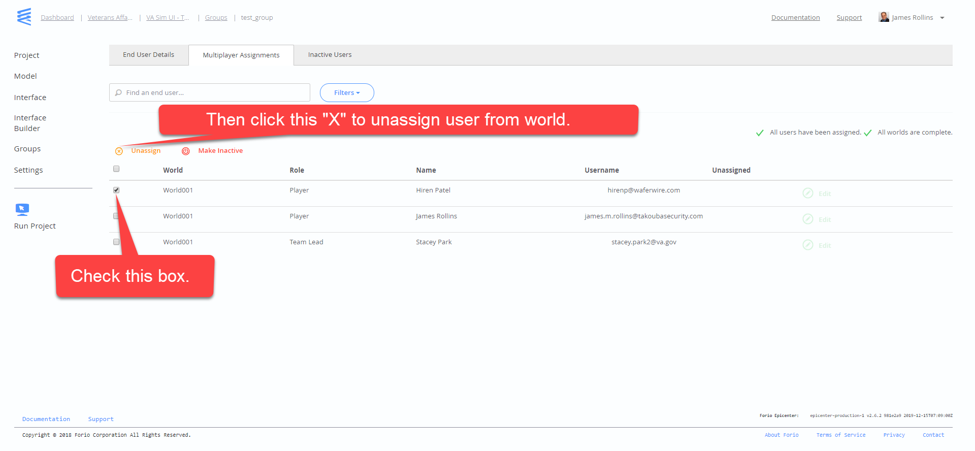 Dashboard | Veterans Affa... | VA Sim UI - T... | Groups | test_group
Documentation Support James Rollins
Project
Model
Interface
Interface
Builder
Groups
Settings
Run Project
End User Details Multiplayer Assignments Inactive Users
Find an end user... Filters
Then click this "X" to unassign user from world.
All users have been assigned. All worlds are complete.
Unassign Make Inactive
World Role Name Username Unassigned
World001 Player Hiren Patel hirenp@waferwire.com Edit
World001 Player James Rollins james.m.rollins@takoubasecurity.com Edit
World001 Team Lead Stacey Park stacey.park2@va.gov Edit
Check this box.
Documentation Support
Forio Epicenter: epicenter-production-1 v2.6.2 581e2a9 2018-12-15T07:09:08Z
Copyright © 2018 Forio Corporation All Rights Reserved.
About Forio Terms of Service Privacy Contact